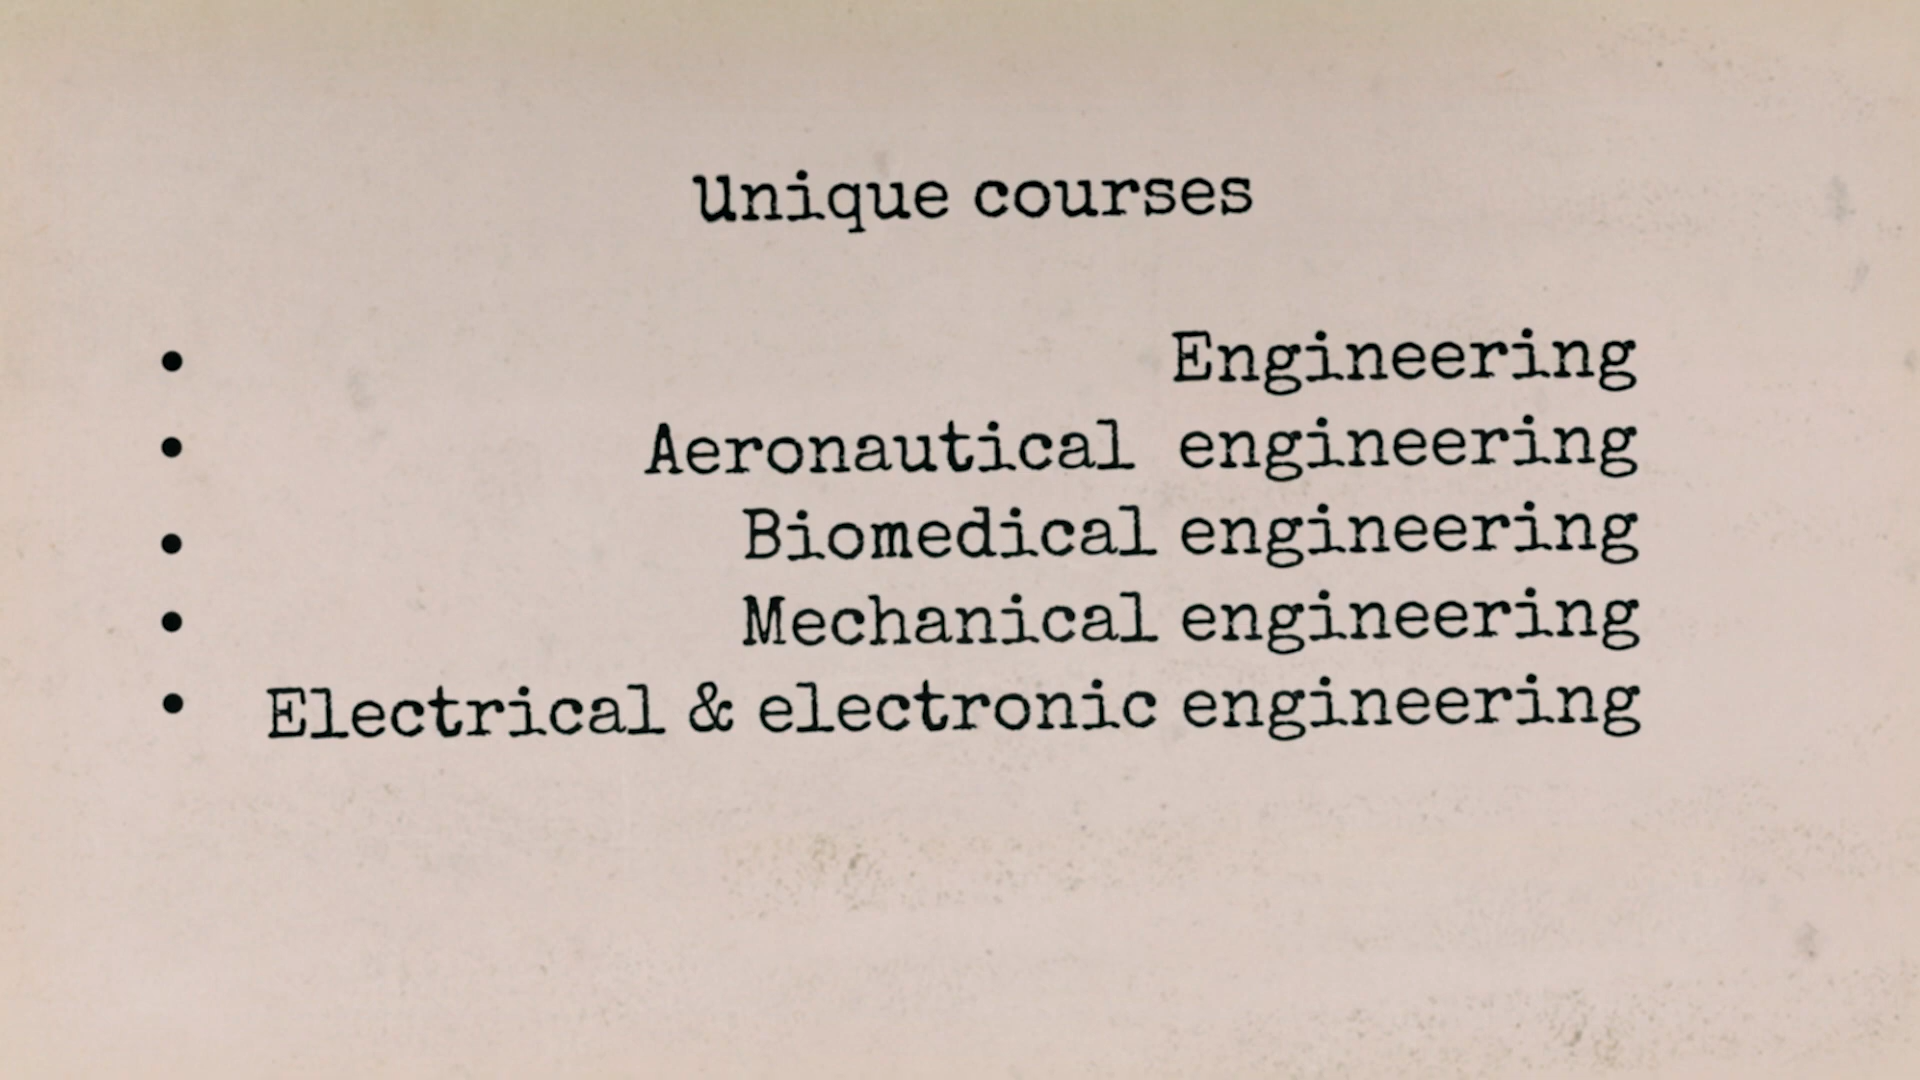 Unique courses
• Engineering
• Aeronautical engineering
• Biomedical engineering
• Mechanical engineering
• Electrical & electronic engineering